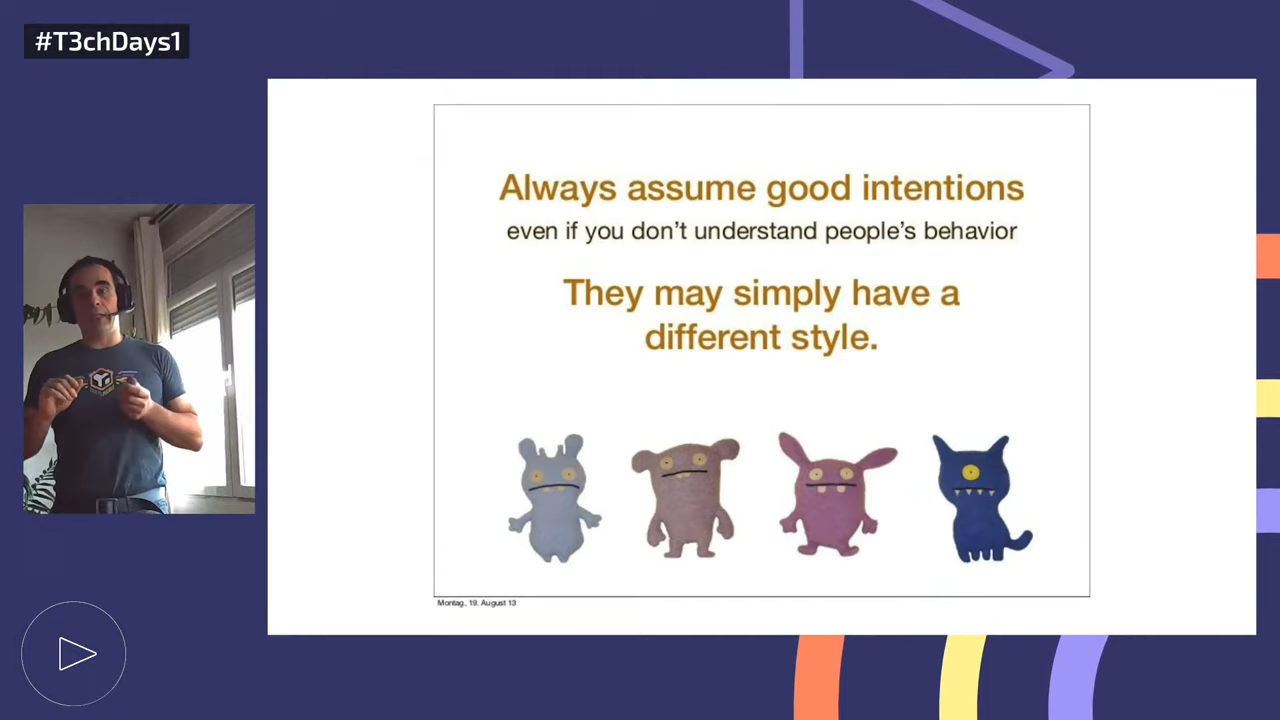 #T3chDays1
Always assume good intentions
even if you don't understand people's behavior
They may simply have a
different style.
Montag, 19. August 13